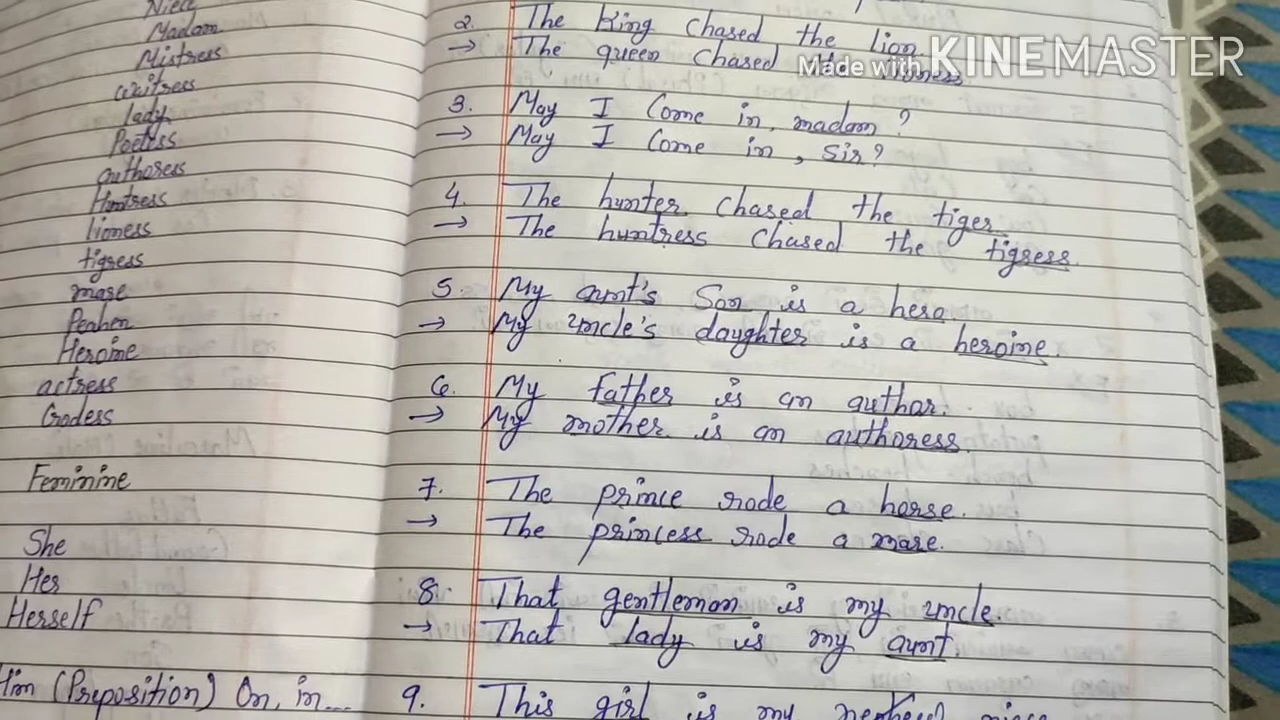 Niece
Madam
Mistress
waitress
lady
Poetess
authoress
Huntress
lioness
tigress
mare
Peahen
Heroine
actress
Godess
Feminine
She
Her
Herself
(Preposition) On, in...
2. The King chased the lion
→ The queen chased the lioness
3. May I Come in, madam?
→ May I Come in, Sir?
4. The hunter chased the tiger.
→ The huntress chased the tigress.
5. My aunt's Son is a hero.
→ My uncle's daughter is a heroine.
6. My father is an author.
→ My mother is an authoress.
7. The prince rode a horse.
→ The princess rode a mare.
8. That gentleman is my uncle.
→ That lady is my aunt.
9. This girl is my niece
Made with KINEMASTER